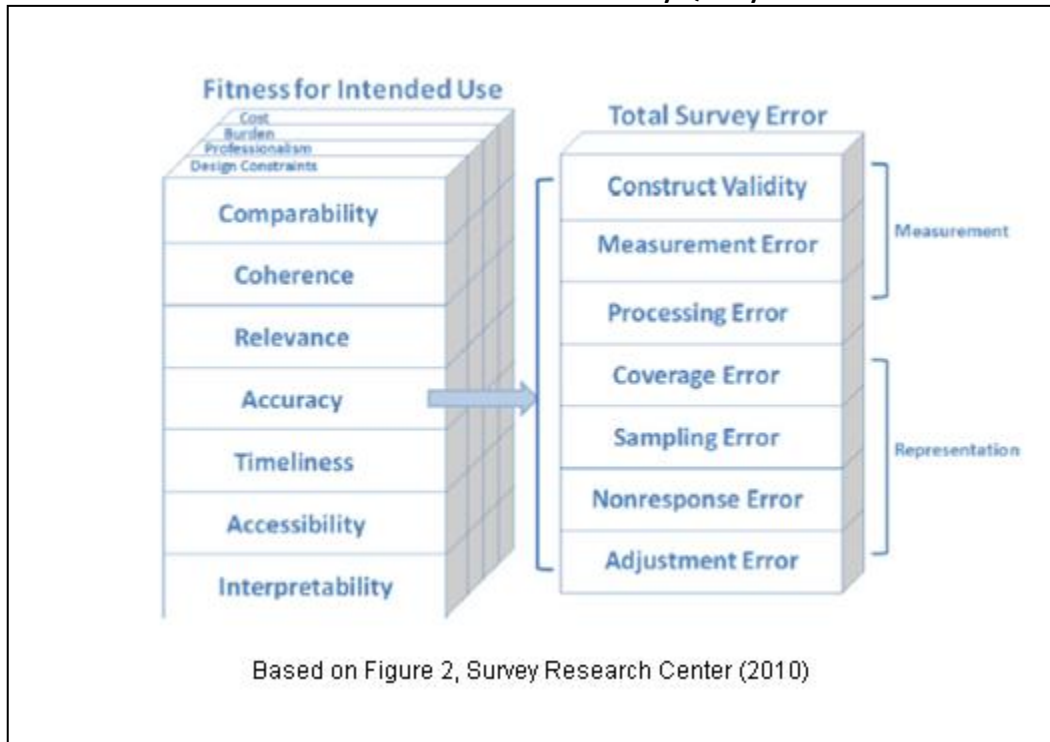 Fitness for Intended Use
Cost
Burden
Professionalism
Design Constraints
Comparability
Coherence
Relevance
Accuracy
Timeliness
Accessibility
Interpretability
Total Survey Error
Construct Validity
Measurement Error
Processing Error
Coverage Error
Sampling Error
Nonresponse Error
Adjustment Error
Measurement
Representation
Based on Figure 2, Survey Research Center (2010)